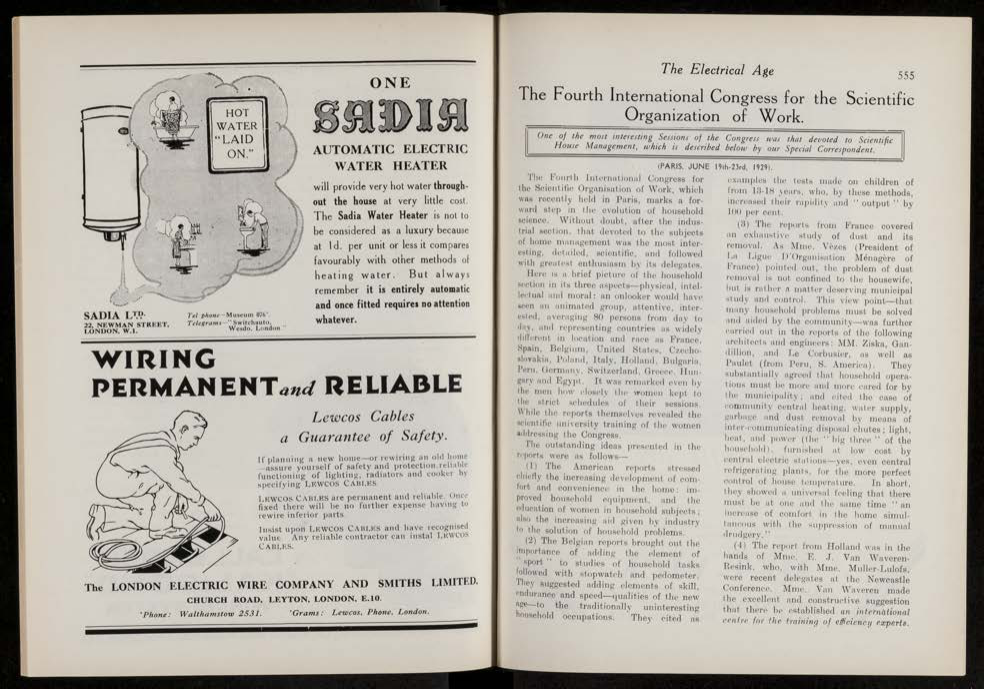 HOT
WATER
"LAID
ON."
ONE
SADIA
AUTOMATIC ELECTRIC
WATER HEATER
will provide very hot water through-
out the house at very little cost.
The Sadia Water Heater is not to
be considered as a luxury because
at 1d. per unit or less it compares
favourably with other methods of
heating water. But always
remember it is entirely automatic
and once fitted requires no attention
whatever.
SADIA LTD.
22, NEWMAN STREET,
LONDON, W.1.
Telephone—Museum
Telegrams—"Switchauto,
Wesdo, London"
WIRING
PERMANENT and RELIABLE
Lewcos Cables
a Guarantee of Safety.
If planning a new home—or rewiring an old home
—assure yourself of safety and protection, reliable
functioning of lighting, radiators and cooker by
specifying LEWCOS CABLES.
LEWCOS CABLES are permanent and reliable. Once
fixed there will be no further expense having to
rewire inferior parts.
Insist upon LEWCOS CABLES and have recognised
value. Any reliable contractor can instal LEWCOS
CABLES.
The LONDON ELECTRIC WIRE COMPANY AND SMITHS LIMITED.
CHURCH ROAD, LEYTON, LONDON, E.10.
'Phone: Walthamstow 2531. 'Grams: Lewcos, Phone, London.
The Electrical Age
555
The Fourth International Congress for the Scientific
Organization of Work.
One of the most interesting Sessions of the Congress was that devoted to Scientific
House Management, which is described below by our Special Correspondent.
(PARIS, JUNE 19th-23rd, 1929).
The Fourth International Congress for
the Scientific Organisation of Work, which
was recently held in Paris, marks a for-
ward step in the evolution of household
science. Without doubt, after the indus-
trial section, that devoted to the subjects
of home management was the most inter-
esting, detailed, scientific, and followed
with greatest enthusiasm by its delegates.
Here is a brief picture of the household
section in its three aspects—physical, intel-
lectual and moral: an onlooker would have
seen an animated group, attentive, inter-
ested, averaging 80 persons from day to
day, and representing countries as widely
different in location and race as France,
Spain, Belgium, United States, Czecho-
slovakia, Poland, Italy, Holland, Bulgaria,
Peru, Germany, Switzerland, Greece, Hun-
gary and Egypt. It was remarked even by
the men how closely the women kept to
the strict schedules of their sessions.
While the reports themselves revealed the
scientific university training of the women
addressing the Congress.
The outstanding ideas presented in the
reports were as follows—
(1) The American reports stressed
chiefly the increasing development of com-
fort and convenience in the home: im-
proved household equipment, and the
education of women in household subjects;
also the increasing aid given by industry
to the solution of household problems.
(2) The Belgian reports brought out the
importance of adding the element of
"sport" to studies of household tasks
followed with stopwatch and pedometer.
They suggested adding elements of skill,
endurance and speed—qualities of the new
age—to the traditionally uninteresting
household occupations. They cited as
examples the tests made on children of
from 13-18 years, who, by these methods,
increased their rapidity and "output" by
100 per cent.
(3) The reports from France covered
an exhaustive study of dust and its
removal. As Mme. Vèzes (President of
La Ligue D'Organisation Ménagère of
France) pointed out, the problem of dust
removal is not confined to the housewife,
but is rather a matter deserving municipal
study and control. This view point—that
many household problems must be solved
and aided by the community—was further
carried out in the reports of the following
architects and engineers: MM. Ziska, Gan-
dillion, and Le Corbusier, as well as
Paulet (from Peru, S. America). They
substantially agreed that household opera-
tions must be more and more cared for by
the municipality; and cited the case of
community central heating, water supply,
garbage and dust removal by means of
inter-communicating disposal chutes; light,
heat, and power (the "big three" of the
household), furnished at low cost by
central electric stations—yes, even central
refrigerating plants, for the more perfect
control of house temperature. In short,
they showed a universal feeling that there
must be at one and the same time "an
increase of comfort in the home simul-
taneous with the suppression of manual
drudgery."
(4) The report from Holland was in the
hands of Mme. E. J. Van Waveren-
Resink, who, with Mme. Muller-Lulofs,
were recent delegates at the Newcastle
Conference. Mme. Van Waveren made
the excellent and constructive suggestion
that there be established an international
centre for the training of efficiency experts.